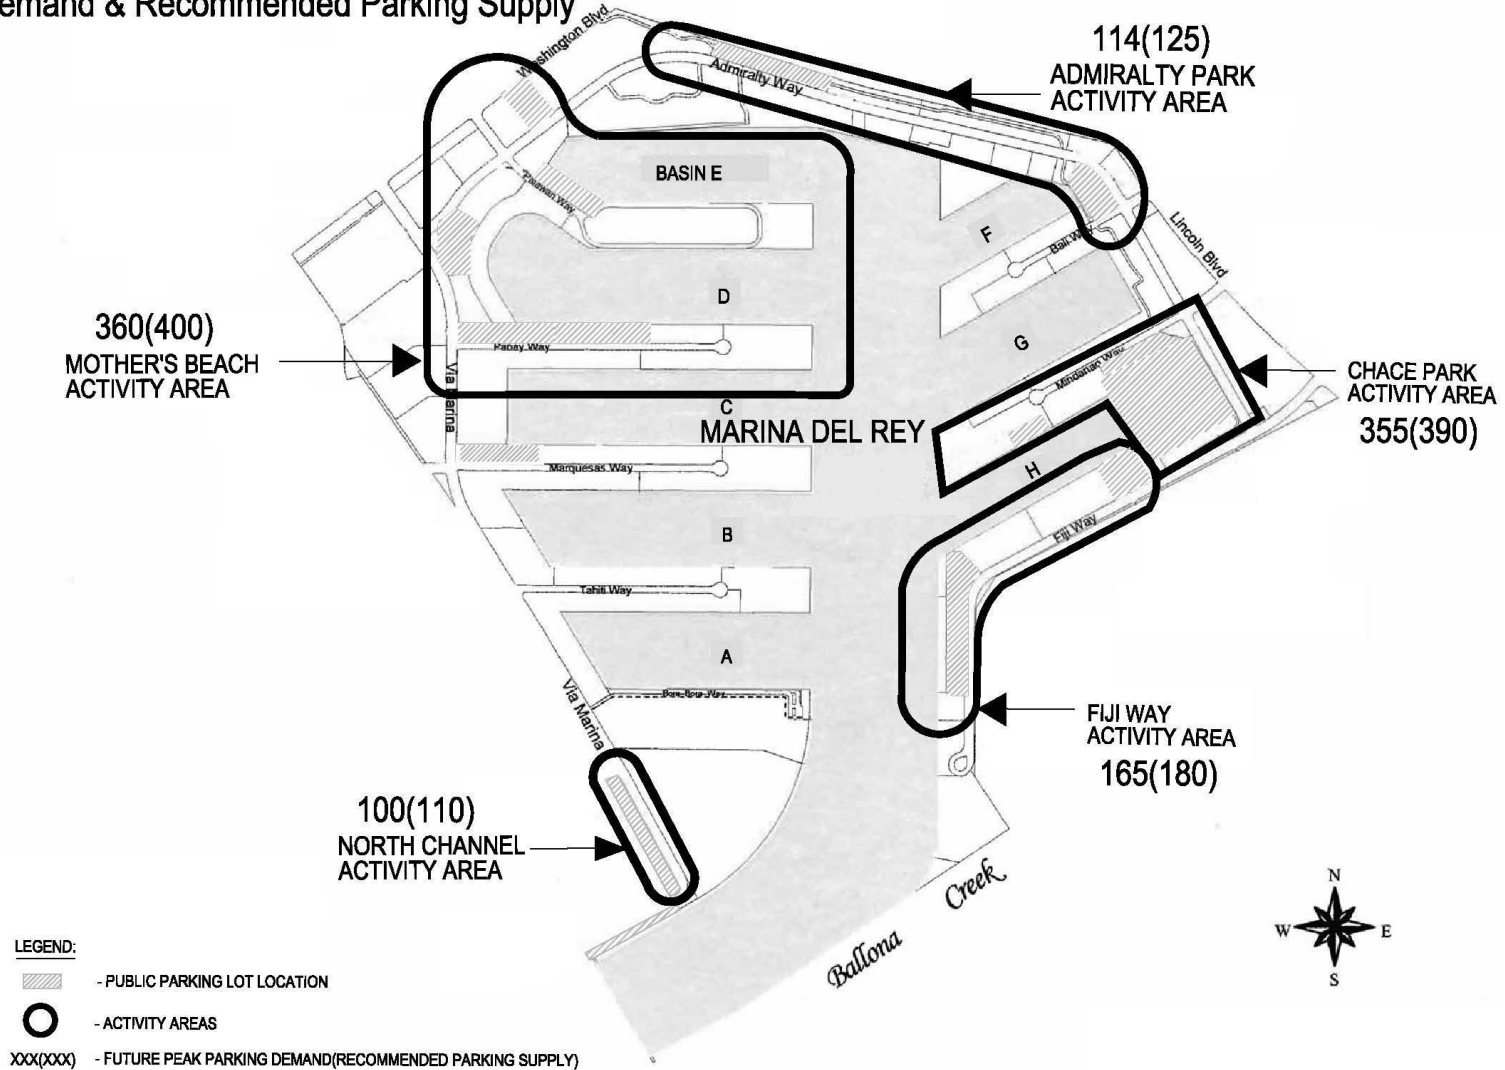 emand & Recommended Parking Supply
Washington Blvd
Admiralty Way
114(125)
ADMIRALTY PARK
ACTIVITY AREA
BASIN E
F
Bali Way
Lincoln Blvd
D
360(400)
MOTHER'S BEACH
ACTIVITY AREA
Panay Way
Via Marina
G
Mindanao Way
CHACE PARK
ACTIVITY AREA
355(390)
C
MARINA DEL REY
Marquesas Way
H
B
Fiji Way
Tahiti Way
A
Bora-Bora Way
Via Marina
FIJI WAY
ACTIVITY AREA
165(180)
100(110)
NORTH CHANNEL
ACTIVITY AREA
Ballona Creek
N
W E
S
LEGEND:
- PUBLIC PARKING LOT LOCATION
- ACTIVITY AREAS
XXX(XXX) - FUTURE PEAK PARKING DEMAND(RECOMMENDED PARKING SUPPLY)